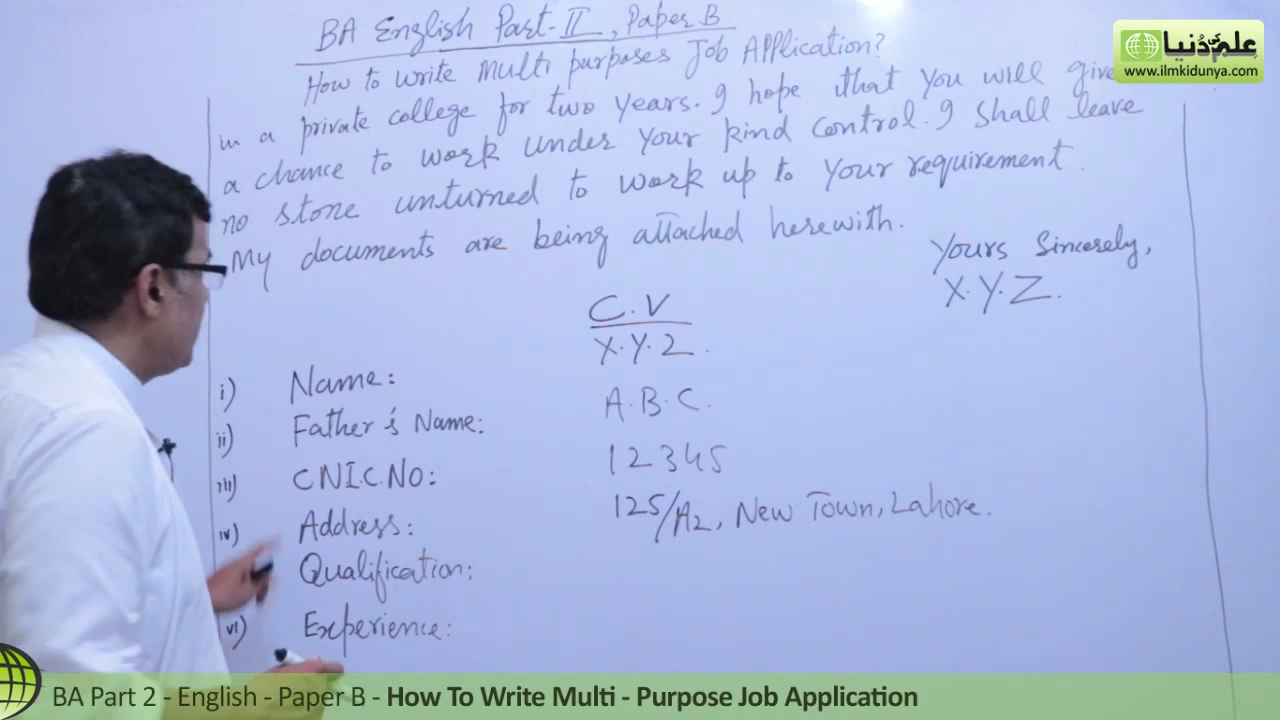 BA English Part-II, Paper B
How to write Multi purposes Job Application?
in a private college for two years. I hope that you will give
a chance to work under your kind control. I shall leave
no stone unturned to work up to your requirement.
My documents are being attached herewith.
Yours Sincerely,
X.Y.Z.
C.V
i) Name: X.Y.Z.
ii) Father's Name: A.B.C.
iii) C.N.I.C.No: 12345
iv) Address: 125/A2, New Town, Lahore.
Qualification:
vi) Experience:
علم کی دُنیا
www.ilmkidunya.com
BA Part 2 - English - Paper B - How To Write Multi - Purpose Job Application